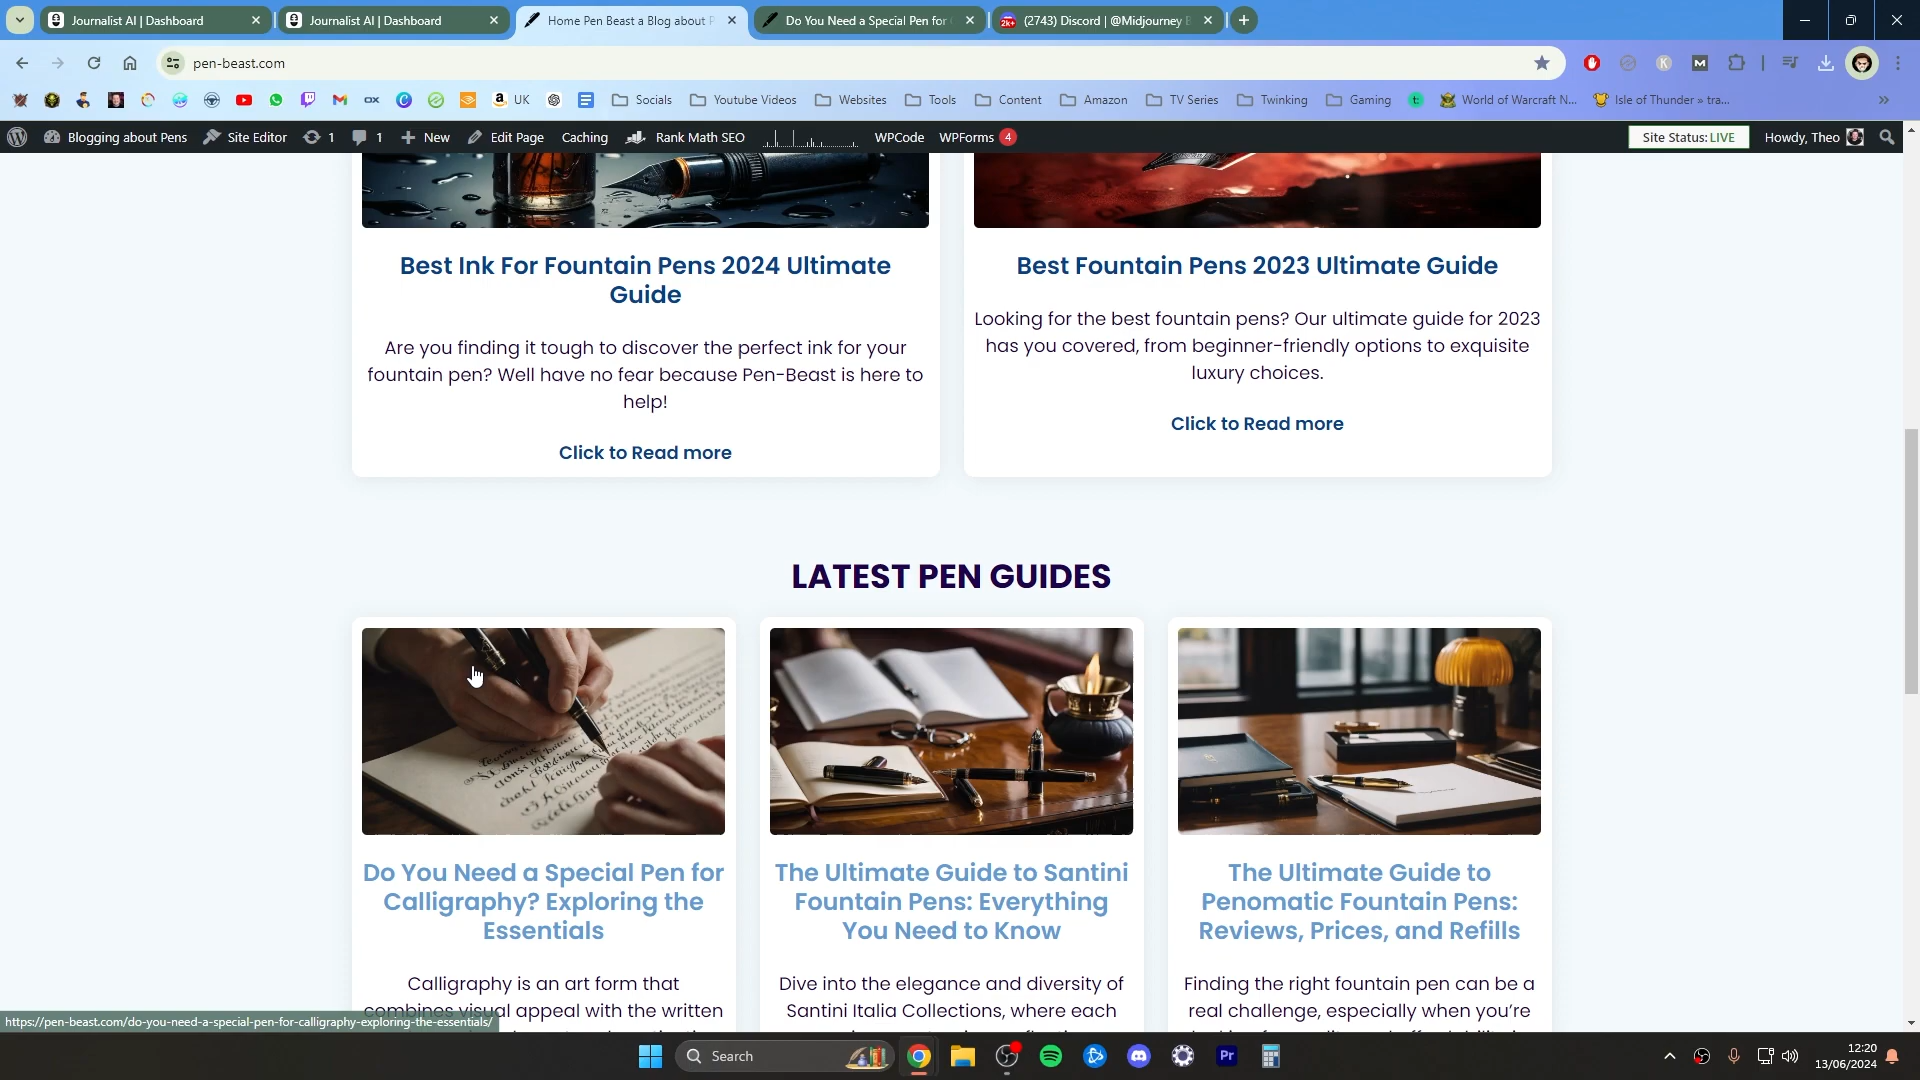 Journalist AI | Dashboard
Journalist AI | Dashboard
Home Pen Beast a Blog about P
Do You Need a Special Pen for
(2743) Discord | @Midjourney B
pen-beast.com
UK
Socials
Youtube Videos
Websites
Tools
Content
Amazon
TV Series
Twinking
Gaming
World of Warcraft N...
Isle of Thunder » tra...
Blogging about Pens
Site Editor
1
1
New
Edit Page
Caching
Rank Math SEO
WPCode
WPForms 4
Site Status: LIVE
Howdy, Theo
Best Ink For Fountain Pens 2024 Ultimate
Guide
Are you finding it tough to discover the perfect ink for your
fountain pen? Well have no fear because Pen-Beast is here to
help!
Click to Read more
Best Fountain Pens 2023 Ultimate Guide
Looking for the best fountain pens? Our ultimate guide for 2023
has you covered, from beginner-friendly options to exquisite
luxury choices.
Click to Read more
LATEST PEN GUIDES
Do You Need a Special Pen for
Calligraphy? Exploring the
Essentials
Calligraphy is an art form that
combines visual appeal with the written
The Ultimate Guide to Santini
Fountain Pens: Everything
You Need to Know
Dive into the elegance and diversity of
Santini Italia Collections, where each
The Ultimate Guide to
Penomatic Fountain Pens:
Reviews, Prices, and Refills
Finding the right fountain pen can be a
real challenge, especially when you're
https://pen-beast.com/do-you-need-a-special-pen-for-calligraphy-exploring-the-essentials/
Search
12:20
13/06/2024